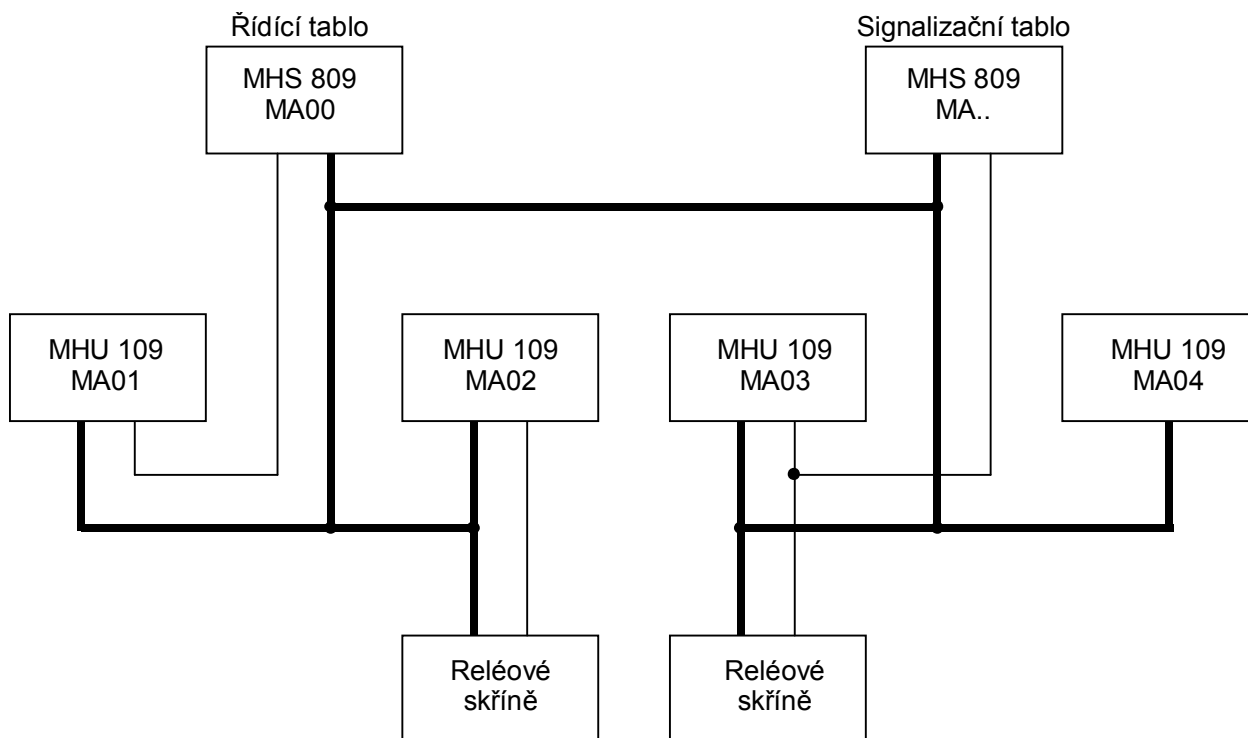 Řídící tablo
Signalizační tablo
MHS 809
MA00
MHS 809
MA..
MHU 109
MA01
MHU 109
MA02
MHU 109
MA03
MHU 109
MA04
Reléové
skříně
Reléové
skříně